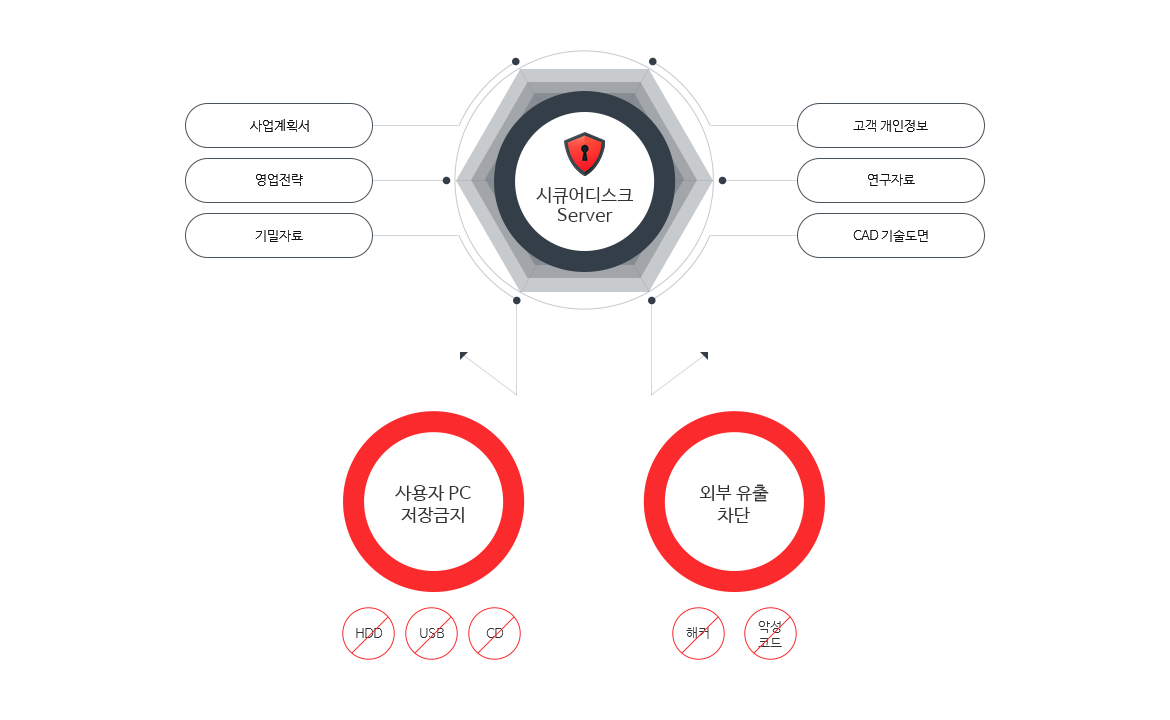 사업계획서
영업전략
기밀자료
시큐어디스크
Server
고객 개인정보
연구자료
CAD 기술도면
사용자 PC
저장금지
외부 유출
차단
HDD
USB
CD
해커
악성
코드